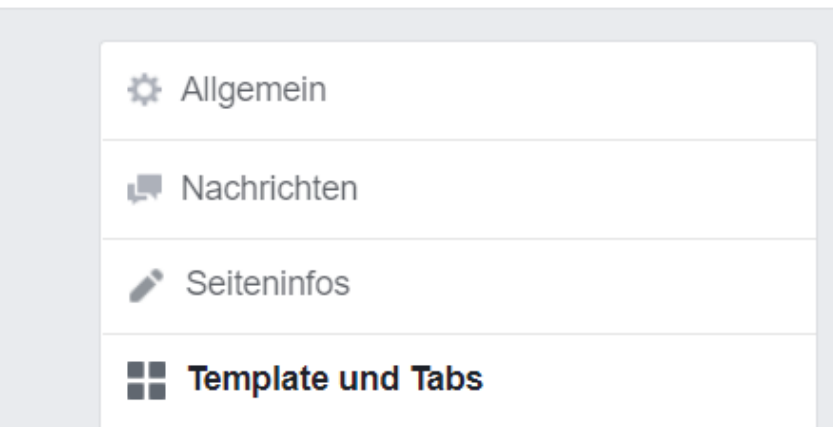 Allgemein
Nachrichten
Seiteninfos
Template und Tabs